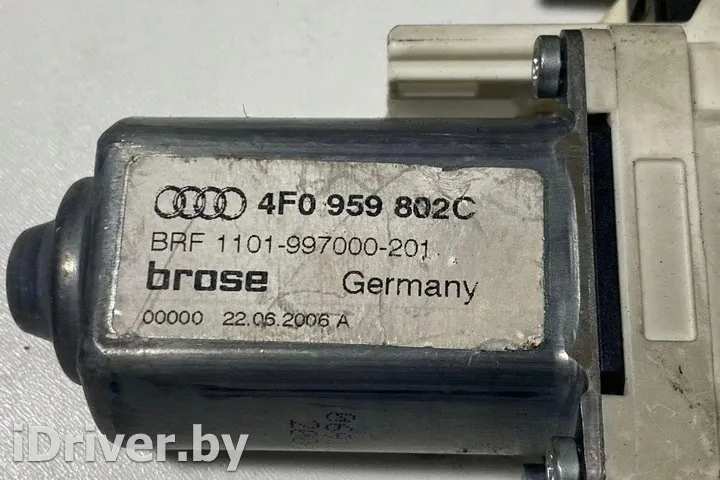 4F0 959 802C
BRF 1101-997000-201
brose Germany
00000 22.06.2006 A
iDriver.by